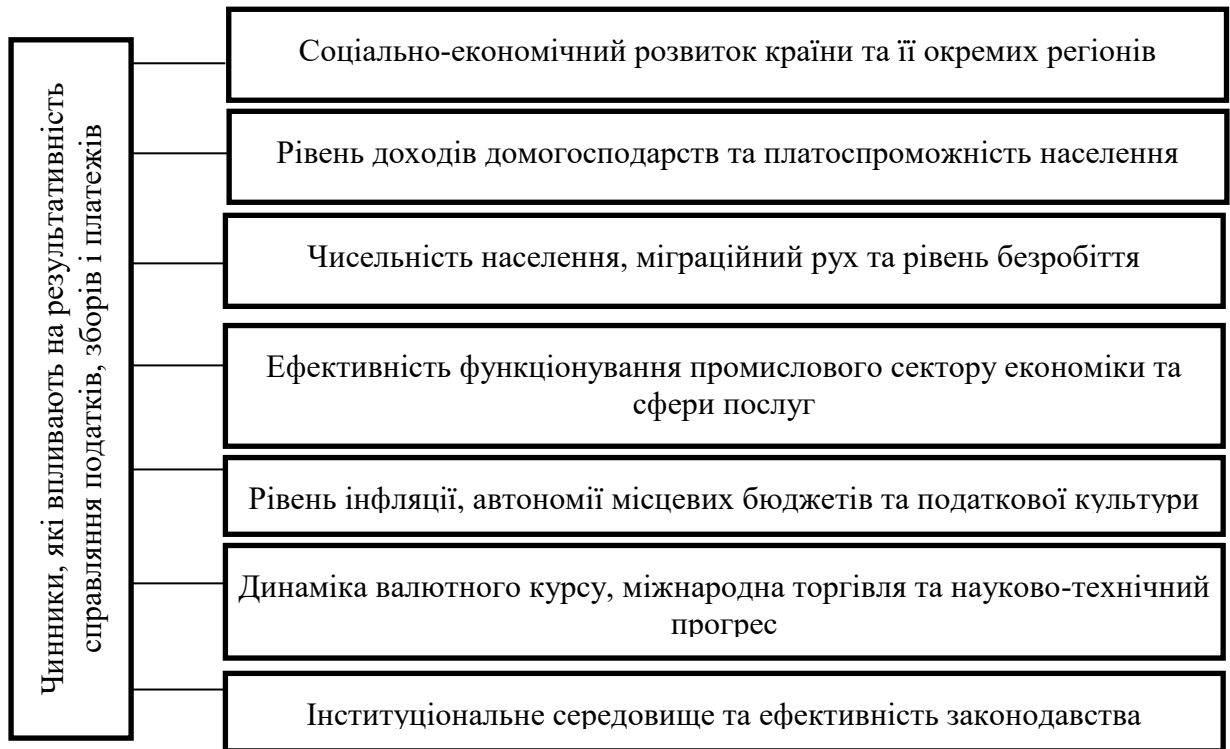 Чинники, які впливають на результативність
справляння податків, зборів і платежів
Соціально-економічний розвиток країни та її окремих регіонів
Рівень доходів домогосподарств та платоспроможність населення
Чисельність населення, міграційний рух та рівень безробіття
Ефективність функціонування промислового сектору економіки та
сфери послуг
Рівень інфляції, автономії місцевих бюджетів та податкової культури
Динаміка валютного курсу, міжнародна торгівля та науково-технічний
прогрес
Інституціональне середовище та ефективність законодавства